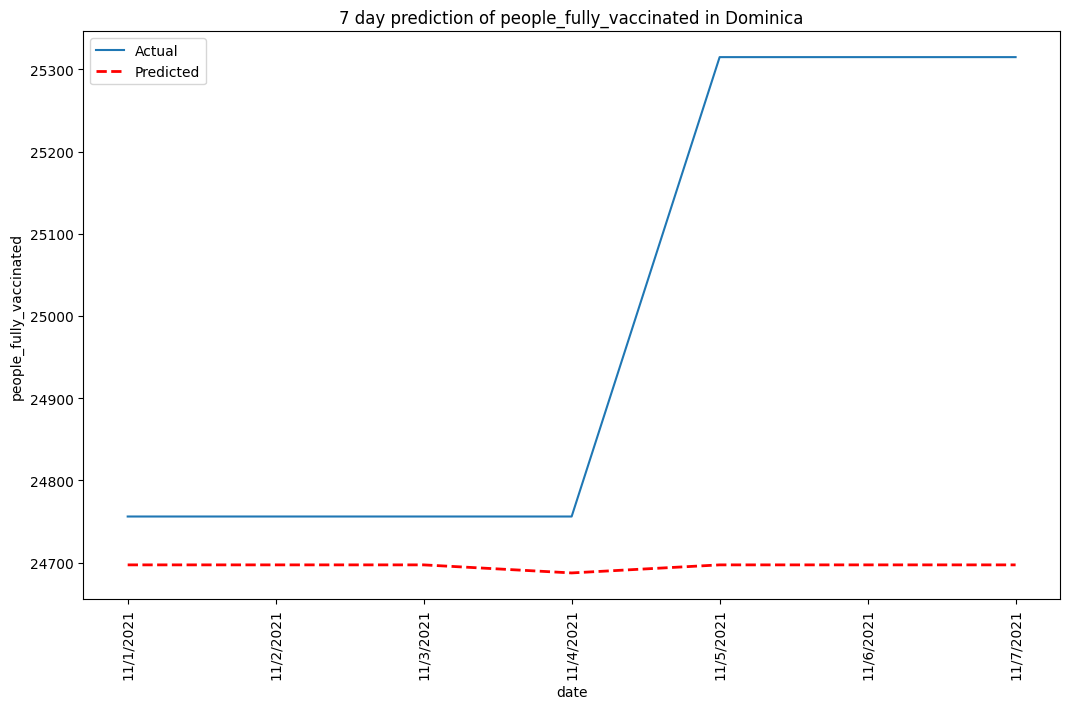 7 day prediction of people_fully_vaccinated in Dominica
Actual
Predicted
people_fully_vaccinated
25300
25200
25100
25000
24900
24800
24700
11/1/2021
11/2/2021
11/3/2021
11/4/2021
11/5/2021
11/6/2021
11/7/2021
date